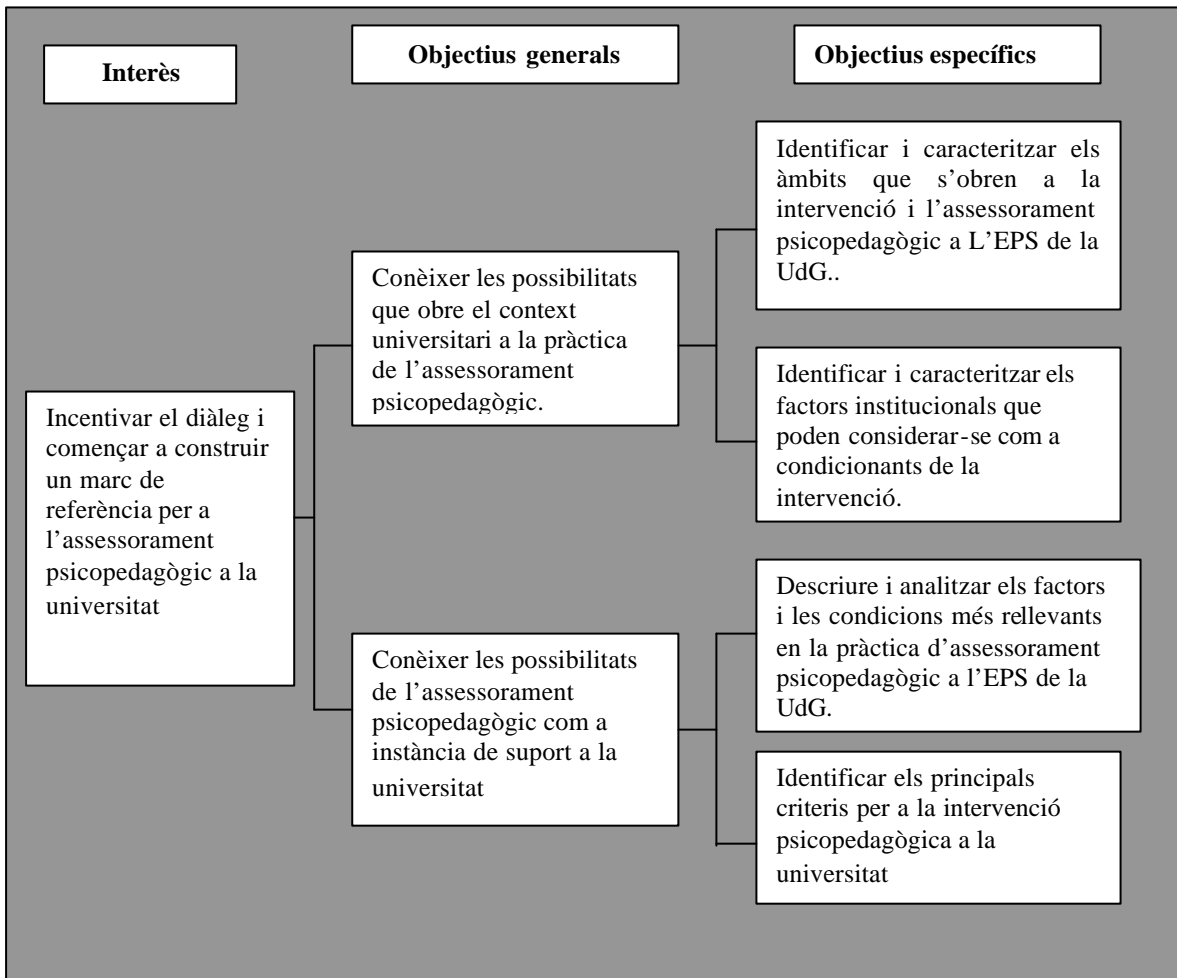 Interès
Objectius generals
Objectius específics
Incentivar el diàleg i
començar a construir
un marc de
referència per a
l’assessorament
psicopedagògic a la
universitat
Conèixer les possibilitats
que obre el context
universitari a la pràctica
de l’assessorament
psicopedagògic.
Conèixer les possibilitats
de l’assessorament
psicopedagògic com a
instància de suport a la
universitat
Identificar i caracteritzar els
àmbits que s’obren a la
intervenció i l’assessorament
psicopedagògic a L’EPS de la
UdG..
Identificar i caracteritzar els
factors institucionals que
poden considerar-se com a
condicionants de la
intervenció.
Descriure i analitzar els factors
i les condicions més rellevants
en la pràctica d’assessorament
psicopedagògic a l’EPS de la
UdG.
Identificar els principals
criteris per a la intervenció
psicopedagògica a la
universitat